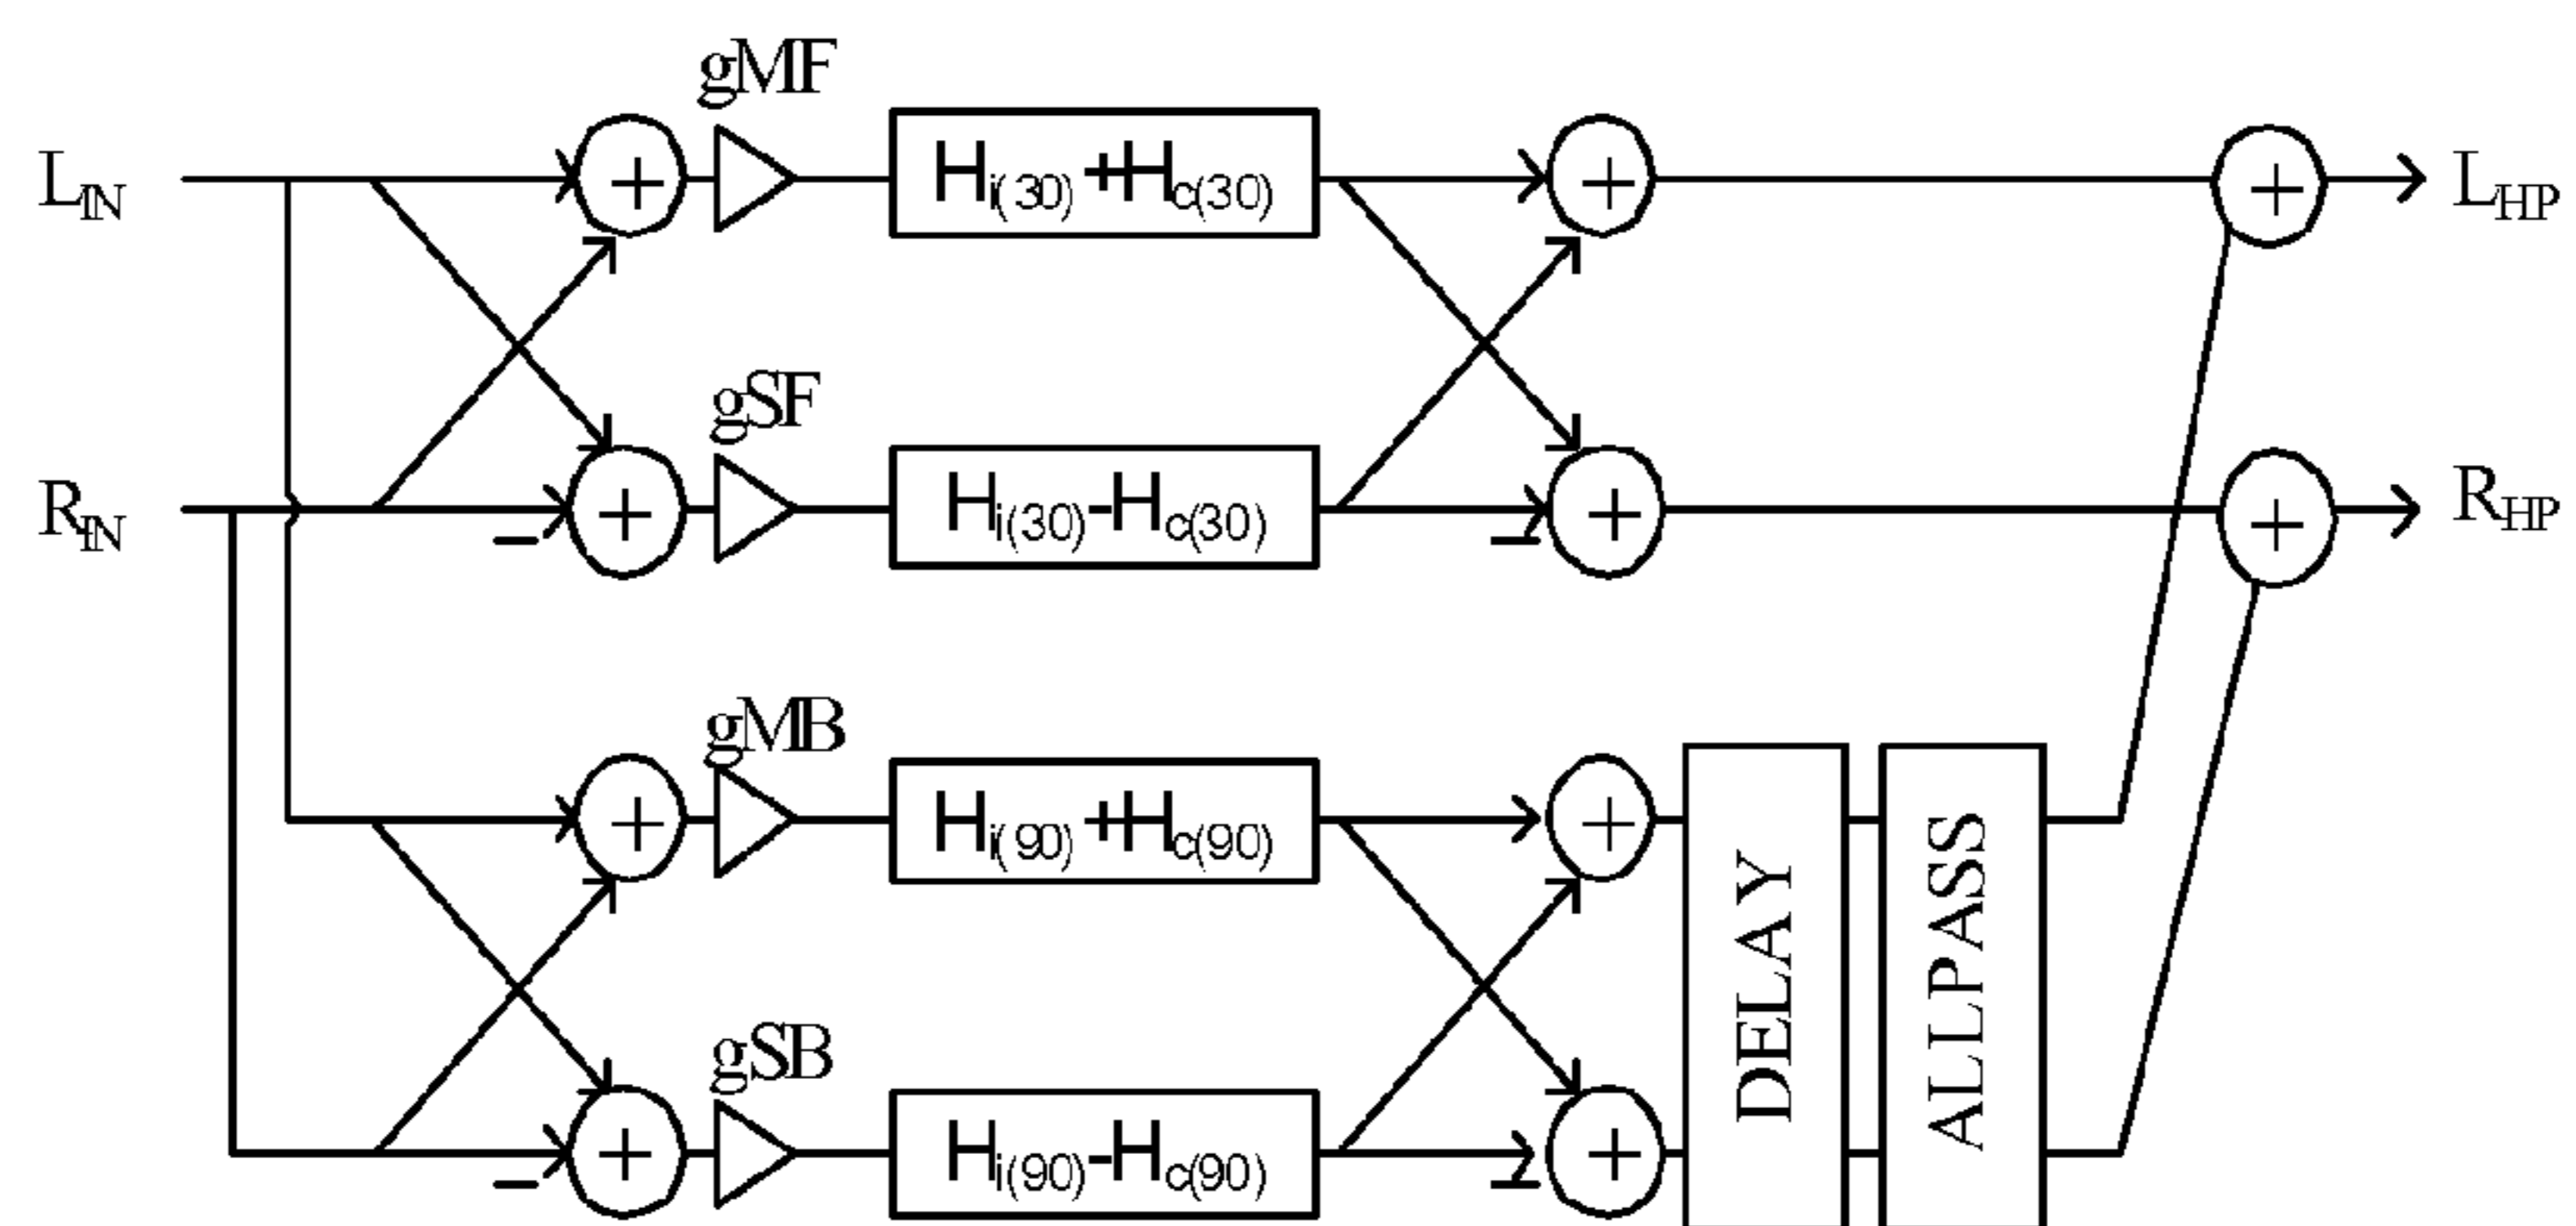 gMF
L_IN
H_i(30)+H_c(30)
+
+
+
L_HP
gSF
R_IN
–
+
H_i(30)-H_c(30)
–
+
+
R_HP
gMB
+
H_i(90)+H_c(90)
+
gSB
–
+
H_i(90)-H_c(90)
–
+
DELAY
ALLPASS